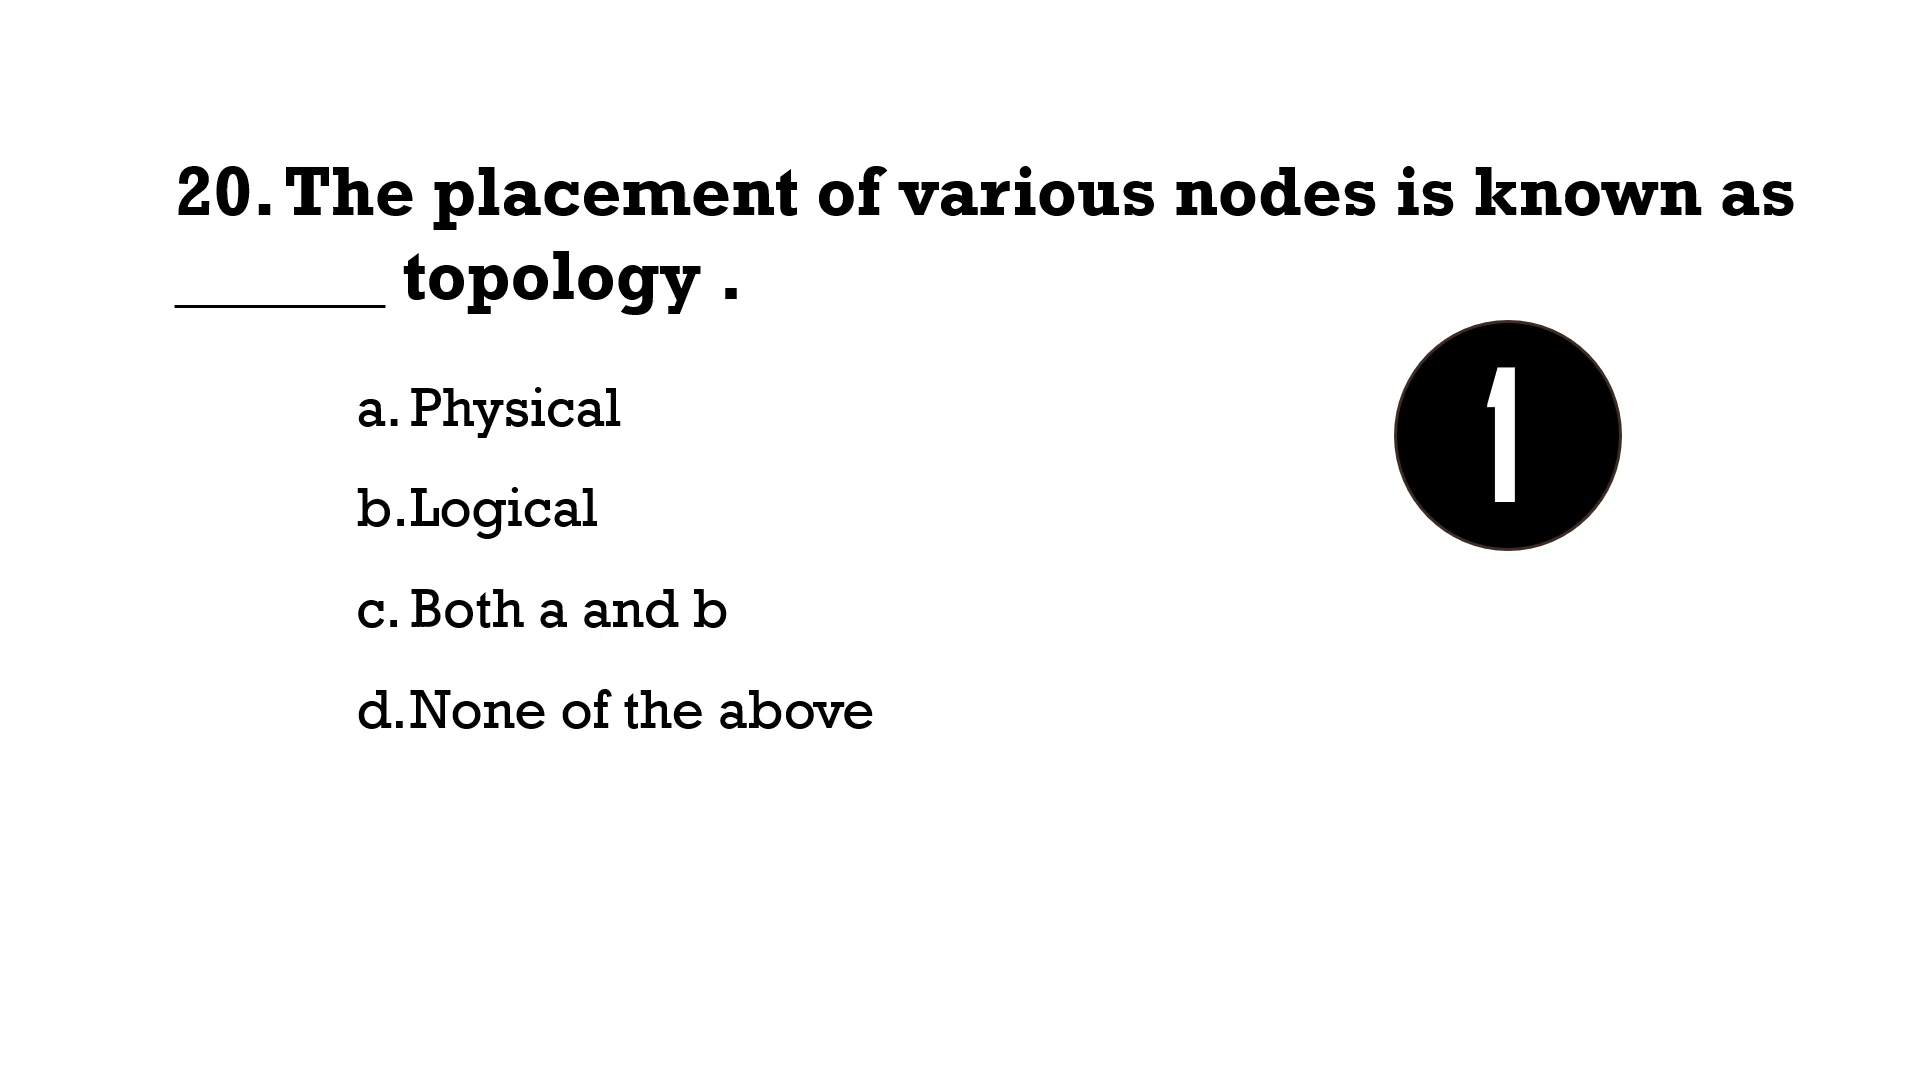 20. The placement of various nodes is known as
_______ topology .
a. Physical
b. Logical
1
c. Both a and b
d. None of the above